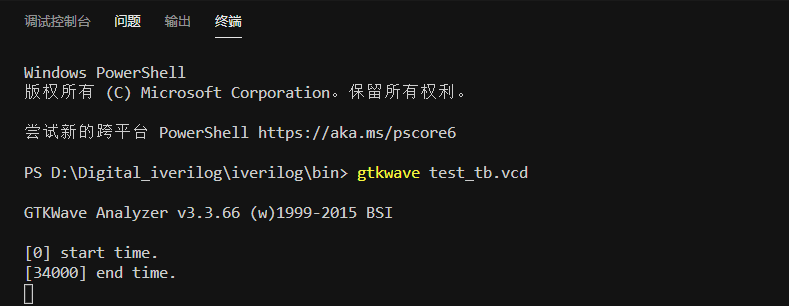 调试控制台 问题 输出 终端
Windows PowerShell
版权所有 (C) Microsoft Corporation。保留所有权利。
尝试新的跨平台 PowerShell https://aka.ms/pscore6
PS D:\Digital_iverilog\iverilog\bin> gtkwave test_tb.vcd
GTKWave Analyzer v3.3.66 (w)1999-2015 BSI
[0] start time.
[34000] end time.